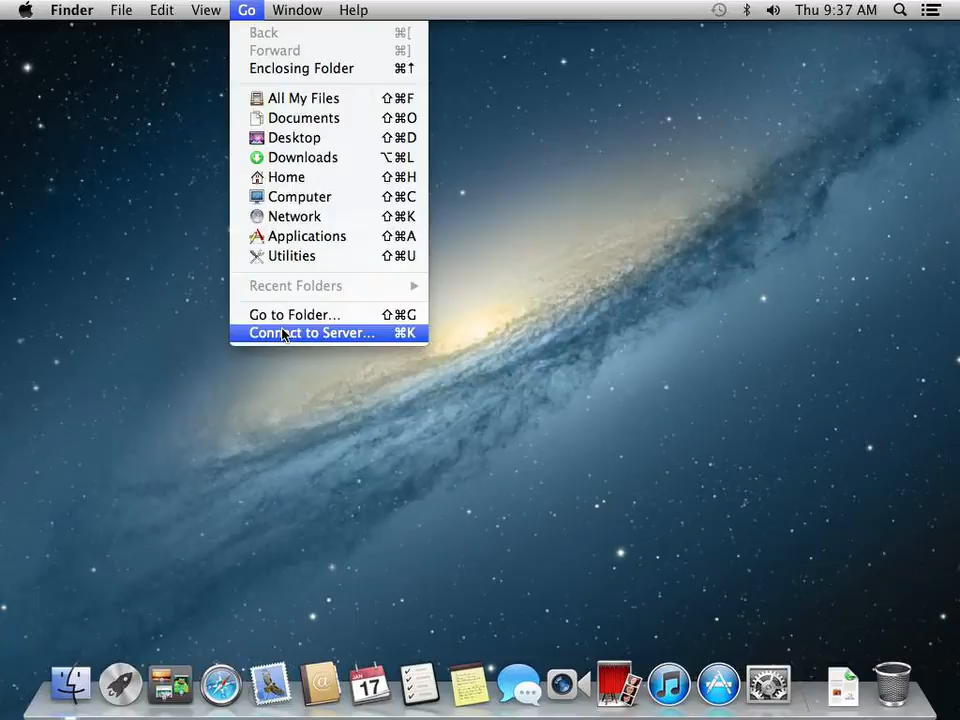 Finder File Edit View Go Window Help Thu 9:37 AM
Back ⌘[
Forward ⌘]
Enclosing Folder ⌘↑
All My Files ⇧⌘F
Documents ⇧⌘O
Desktop ⇧⌘D
Downloads ⌥⌘L
Home ⇧⌘H
Computer ⇧⌘C
Network ⇧⌘K
Applications ⇧⌘A
Utilities ⇧⌘U
Recent Folders
Go to Folder... ⇧⌘G
Connect to Server... ⌘K
JAN
17